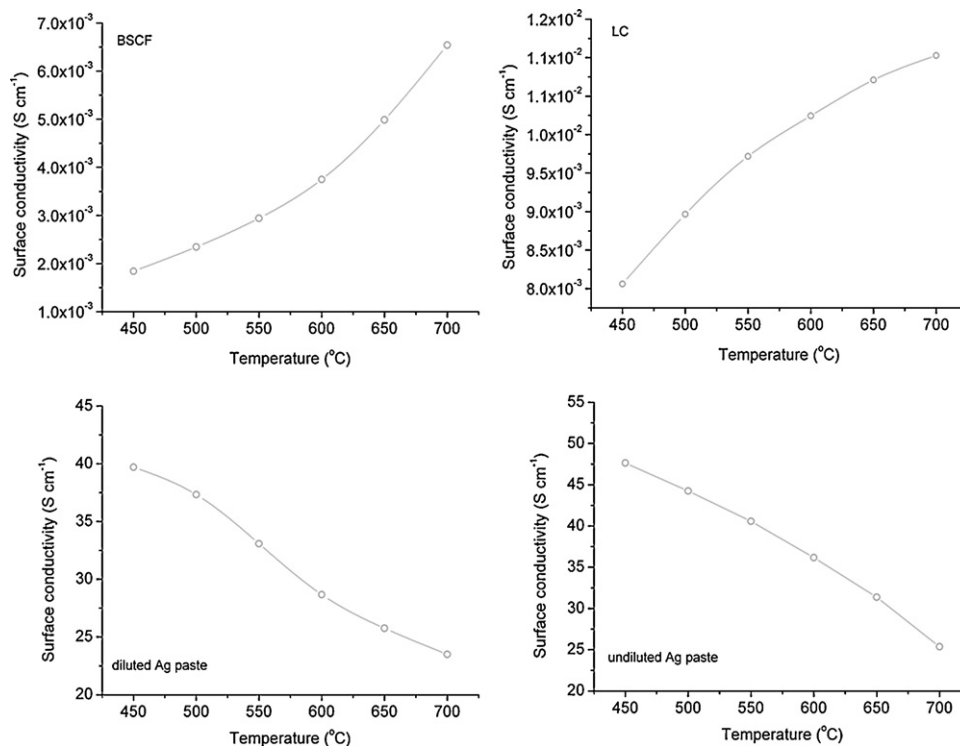 BSCF
Surface conductivity (S cm⁻¹)
7.0x10⁻³
6.0x10⁻³
5.0x10⁻³
4.0x10⁻³
3.0x10⁻³
2.0x10⁻³
1.0x10⁻³
450 500 550 600 650 700
Temperature (°C)
LC
Surface conductivity (S cm⁻¹)
1.2x10⁻²
1.1x10⁻²
1.1x10⁻²
1.0x10⁻²
9.5x10⁻³
9.0x10⁻³
8.5x10⁻³
8.0x10⁻³
450 500 550 600 650 700
Temperature (°C)
Surface conductivity (S cm⁻¹)
45
40
35
30
25
20
diluted Ag paste
450 500 550 600 650 700
Temperature (°C)
Surface conductivity (S cm⁻¹)
55
50
45
40
35
30
25
20
undiluted Ag paste
450 500 550 600 650 700
Temperature (°C)